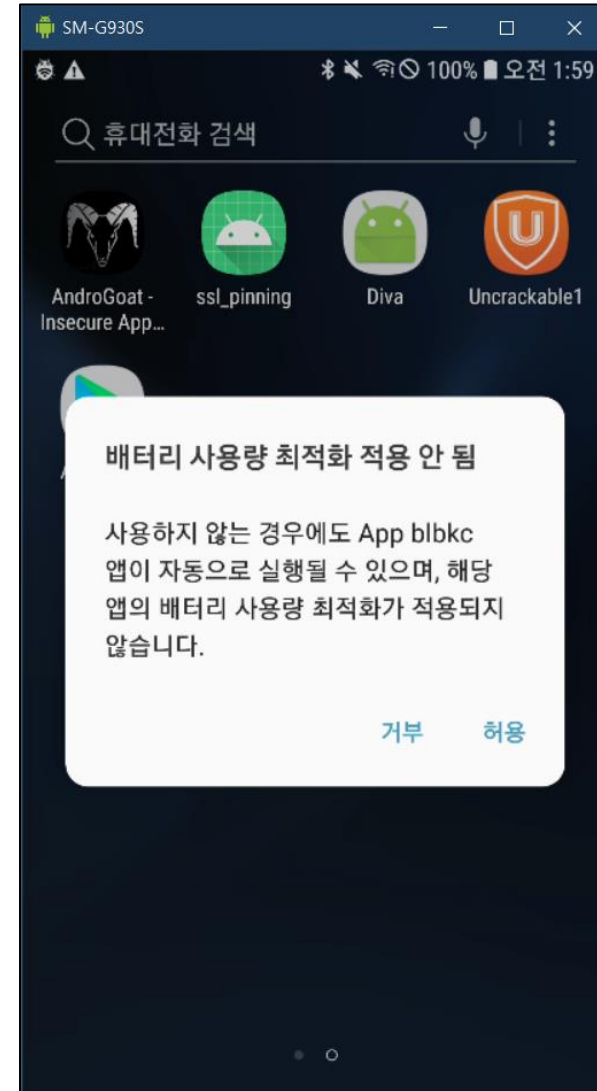 SM-G930S
100% 오전 1:59
휴대전화 검색
AndroGoat - Insecure App...
ssl_pinning
Diva
Uncrackable1
배터리 사용량 최적화 적용 안 됨
사용하지 않는 경우에도 App blbkc
앱이 자동으로 실행될 수 있으며, 해당
앱의 배터리 사용량 최적화가 적용되지
않습니다.
거부 허용